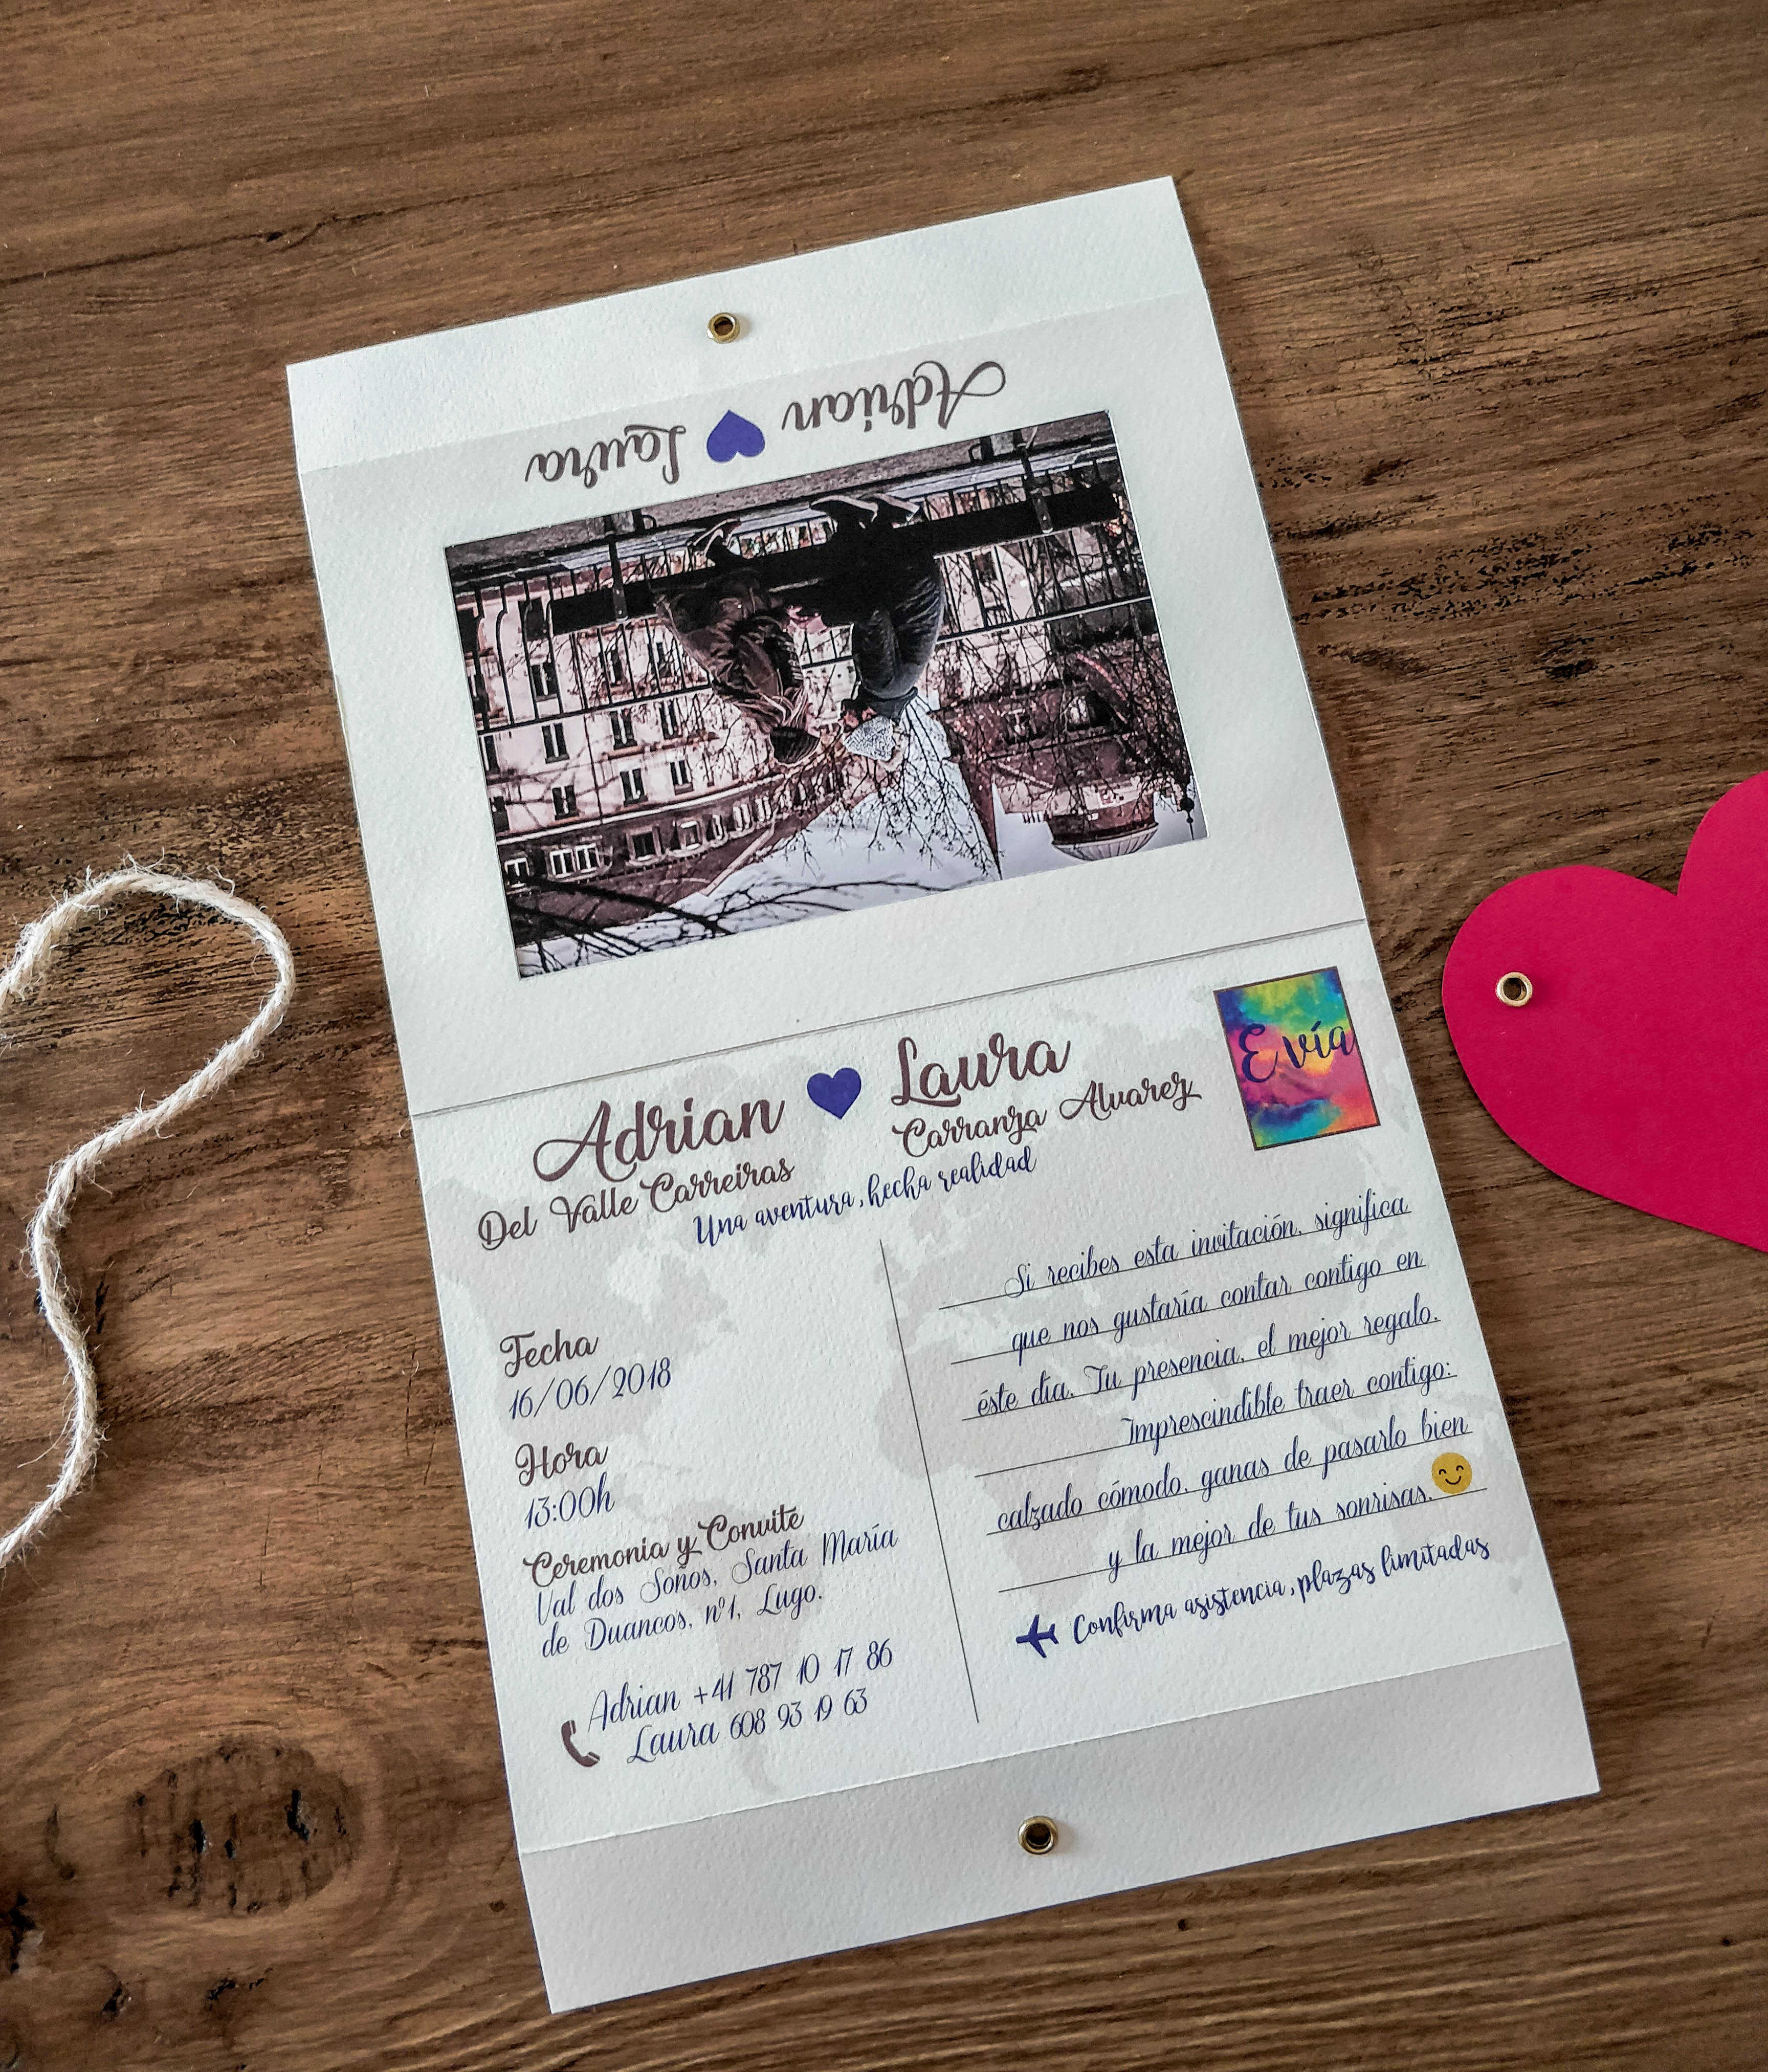 Adrian Laura
Adrian Laura
Del Valle Carreiras Carranza Alvarez
Una aventura, hecha realidad
Evía
Fecha
16/06/2018
Hora
13:00h
Ceremonia y Convite
Val dos Soños, Santa María
de Duancos, nº1, Lugo.
Adrian +41 787 10 17 86
Laura 608 93 19 63
Si recibes esta invitación, significa
que nos gustaría contar contigo en
éste día. Tu presencia, el mejor regalo.
Imprescindible traer contigo:
calzado cómodo, ganas de pasarlo bien
y la mejor de tus sonrisas.
Confirma asistencia, plazas limitadas